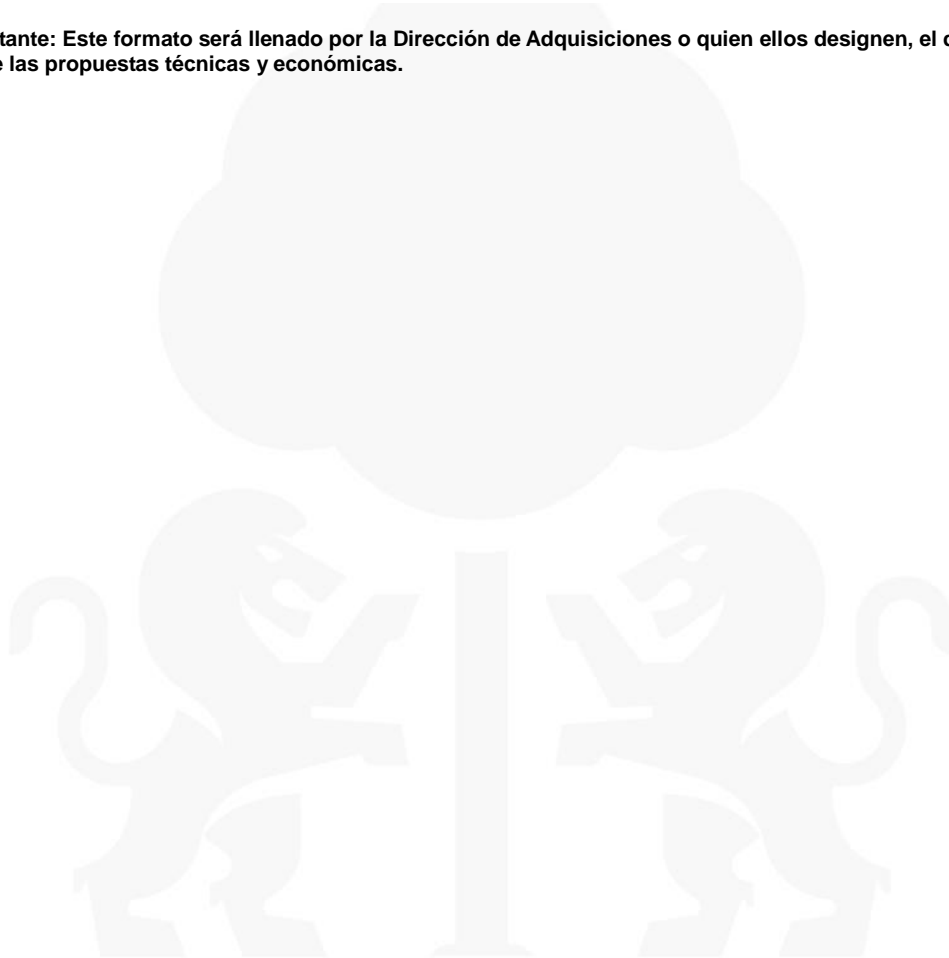 tante: Este formato será llenado por la Dirección de Adquisiciones o quien ellos designen, el
las propuestas técnicas y económicas.